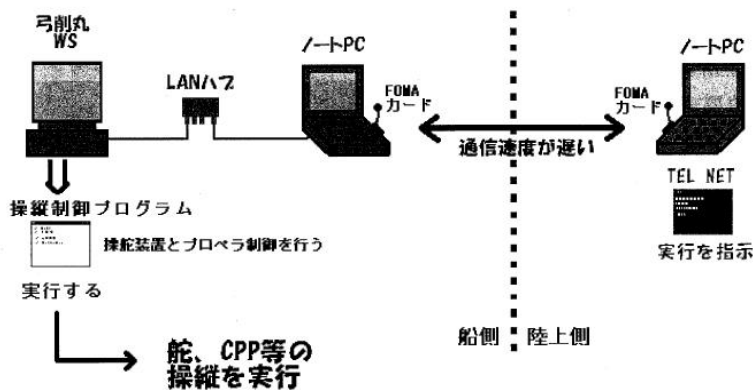 弓削丸
WS
LANハブ
ノートPC
FOMA
カード
通信速度が遅い
ノートPC
FOMA
カード
TEL NET
実行を指示
操縦制御プログラム
操舵装置とプロペラ制御を行う
実行する
舵、CPP等の
操縦を実行
船側
陸上側